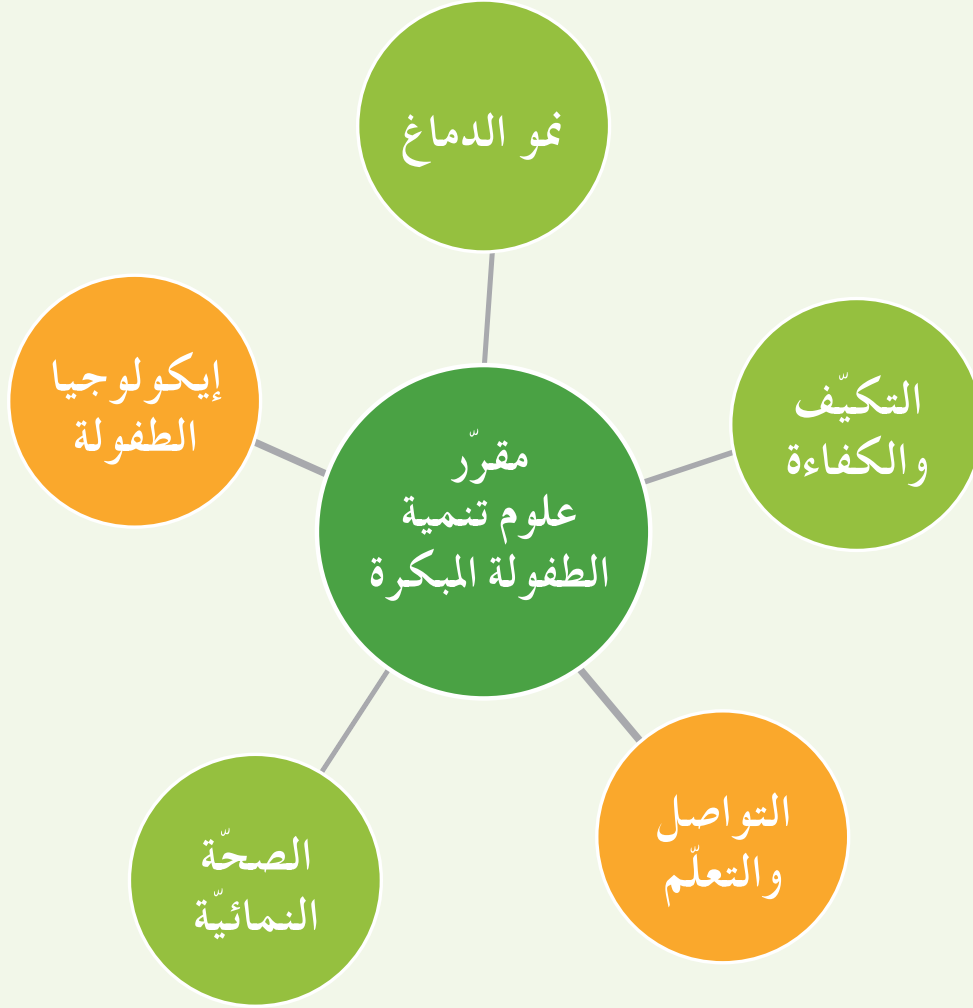 نمو الدماغ
التكيّف
والكفاءة
إيكولوجيا
الطفولة
مقرّر
علوم تنمية
الطفولة المبكرة
التواصل
والتعلّم
الصحّة
النمائيّة